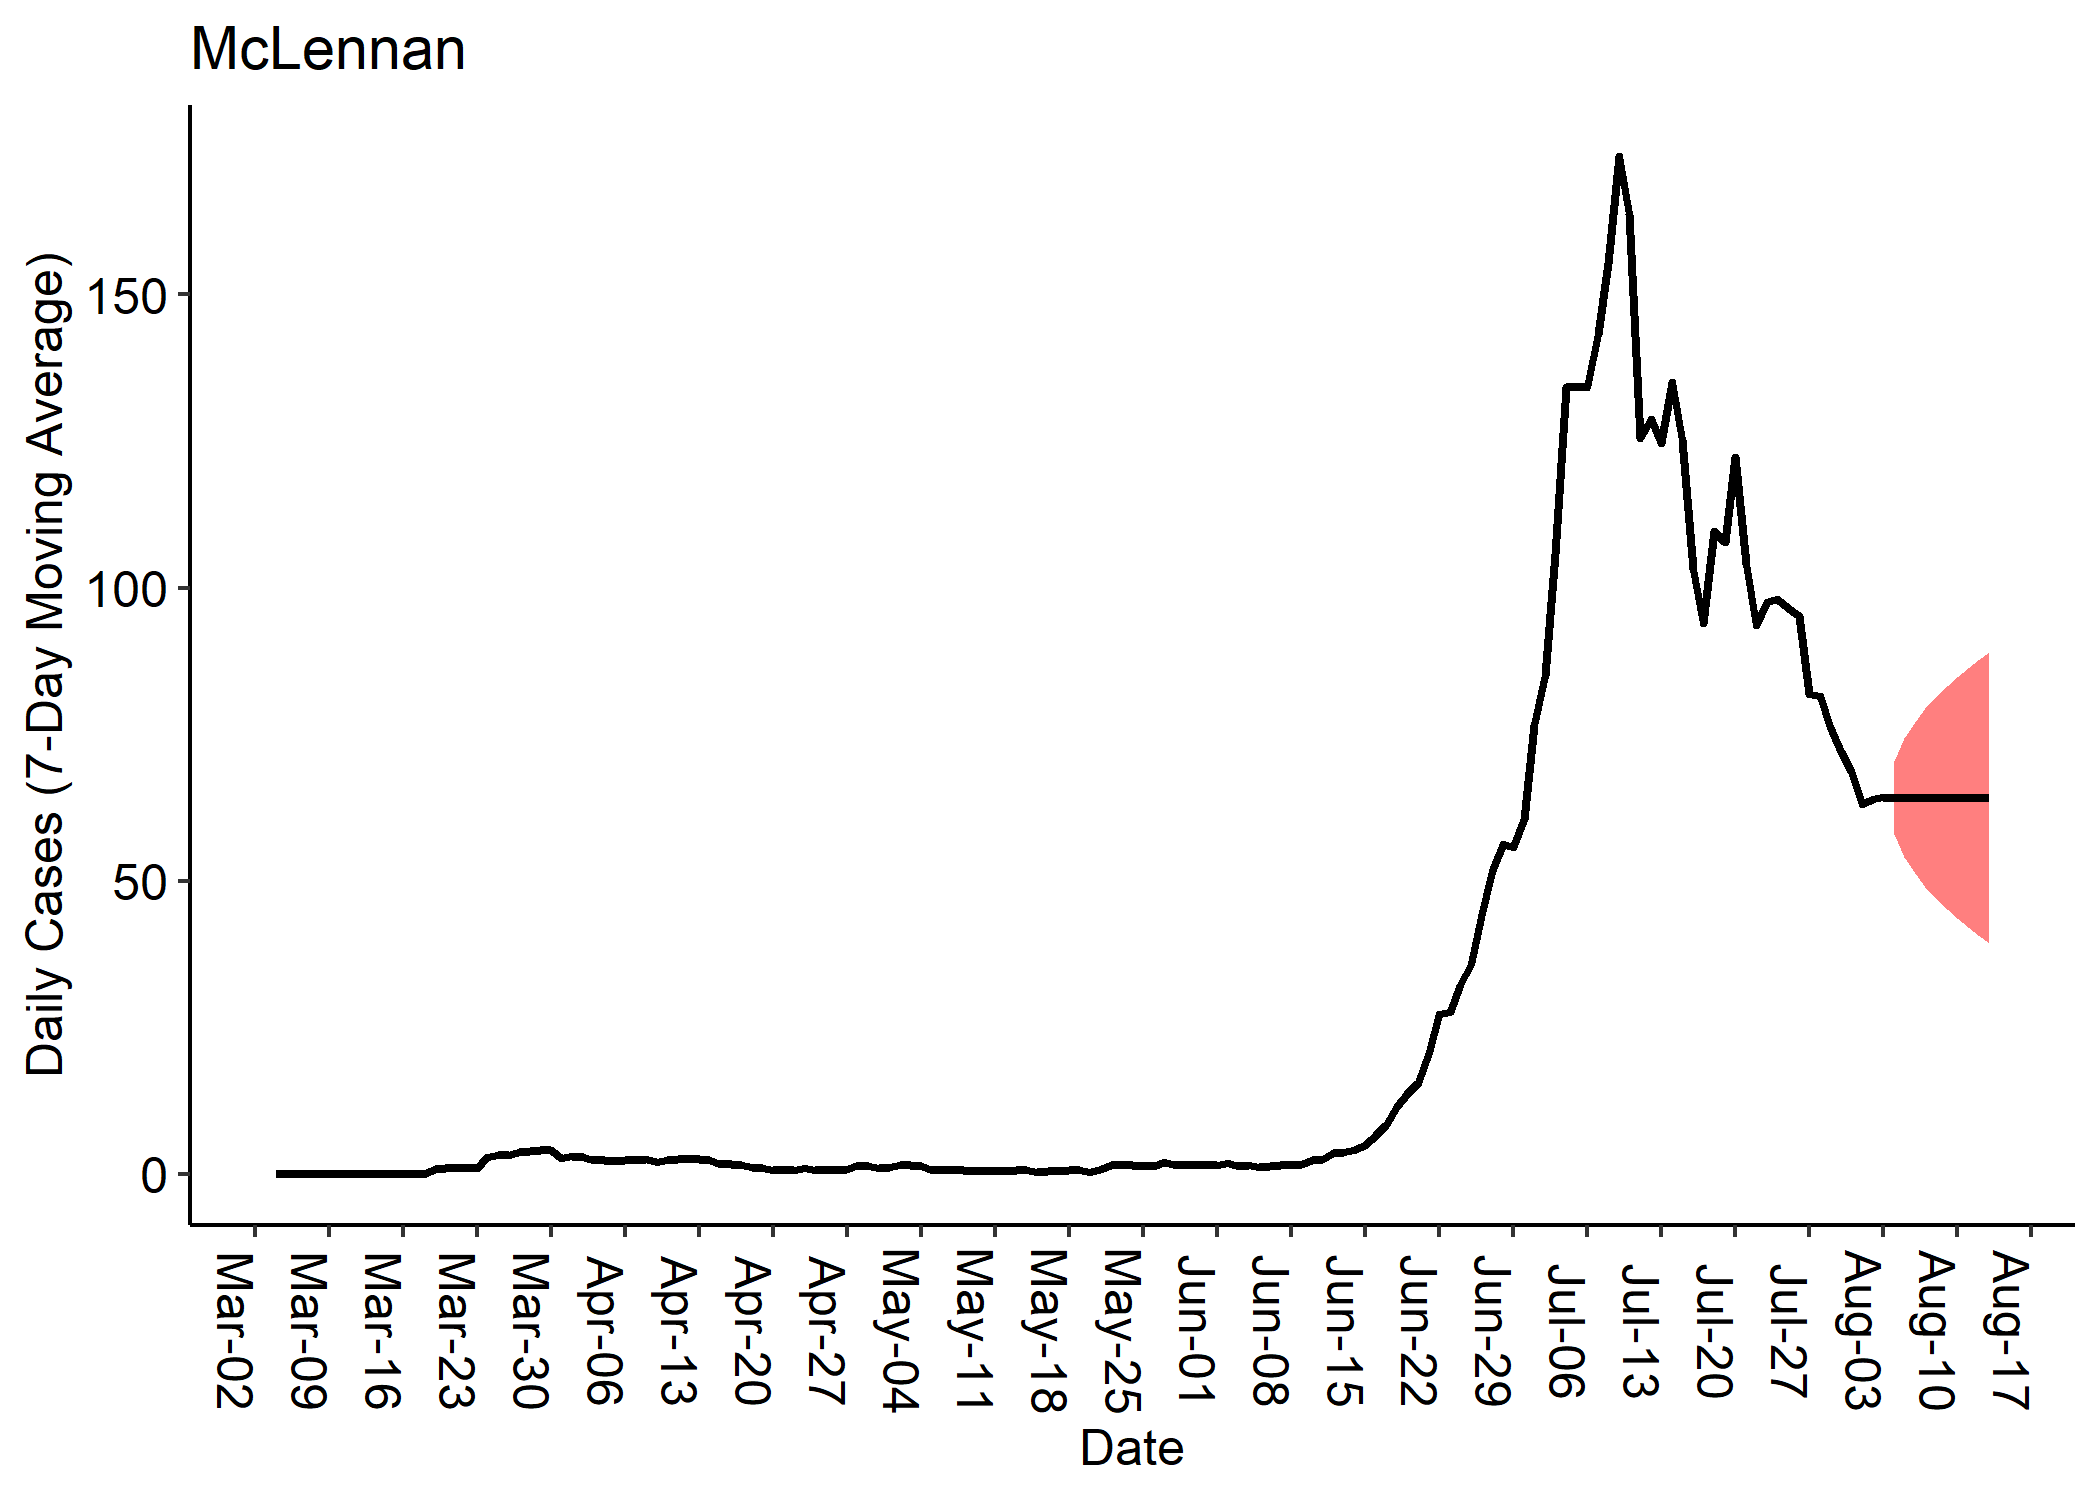 McLennan
Daily Cases (7-Day Moving Average)
150
100
50
0
Mar-02
Mar-09
Mar-16
Mar-23
Mar-30
Apr-06
Apr-13
Apr-20
Apr-27
May-04
May-11
May-18
May-25
Jun-01
Jun-08
Jun-15
Jun-22
Jun-29
Jul-06
Jul-13
Jul-20
Jul-27
Aug-03
Aug-10
Aug-17
Date